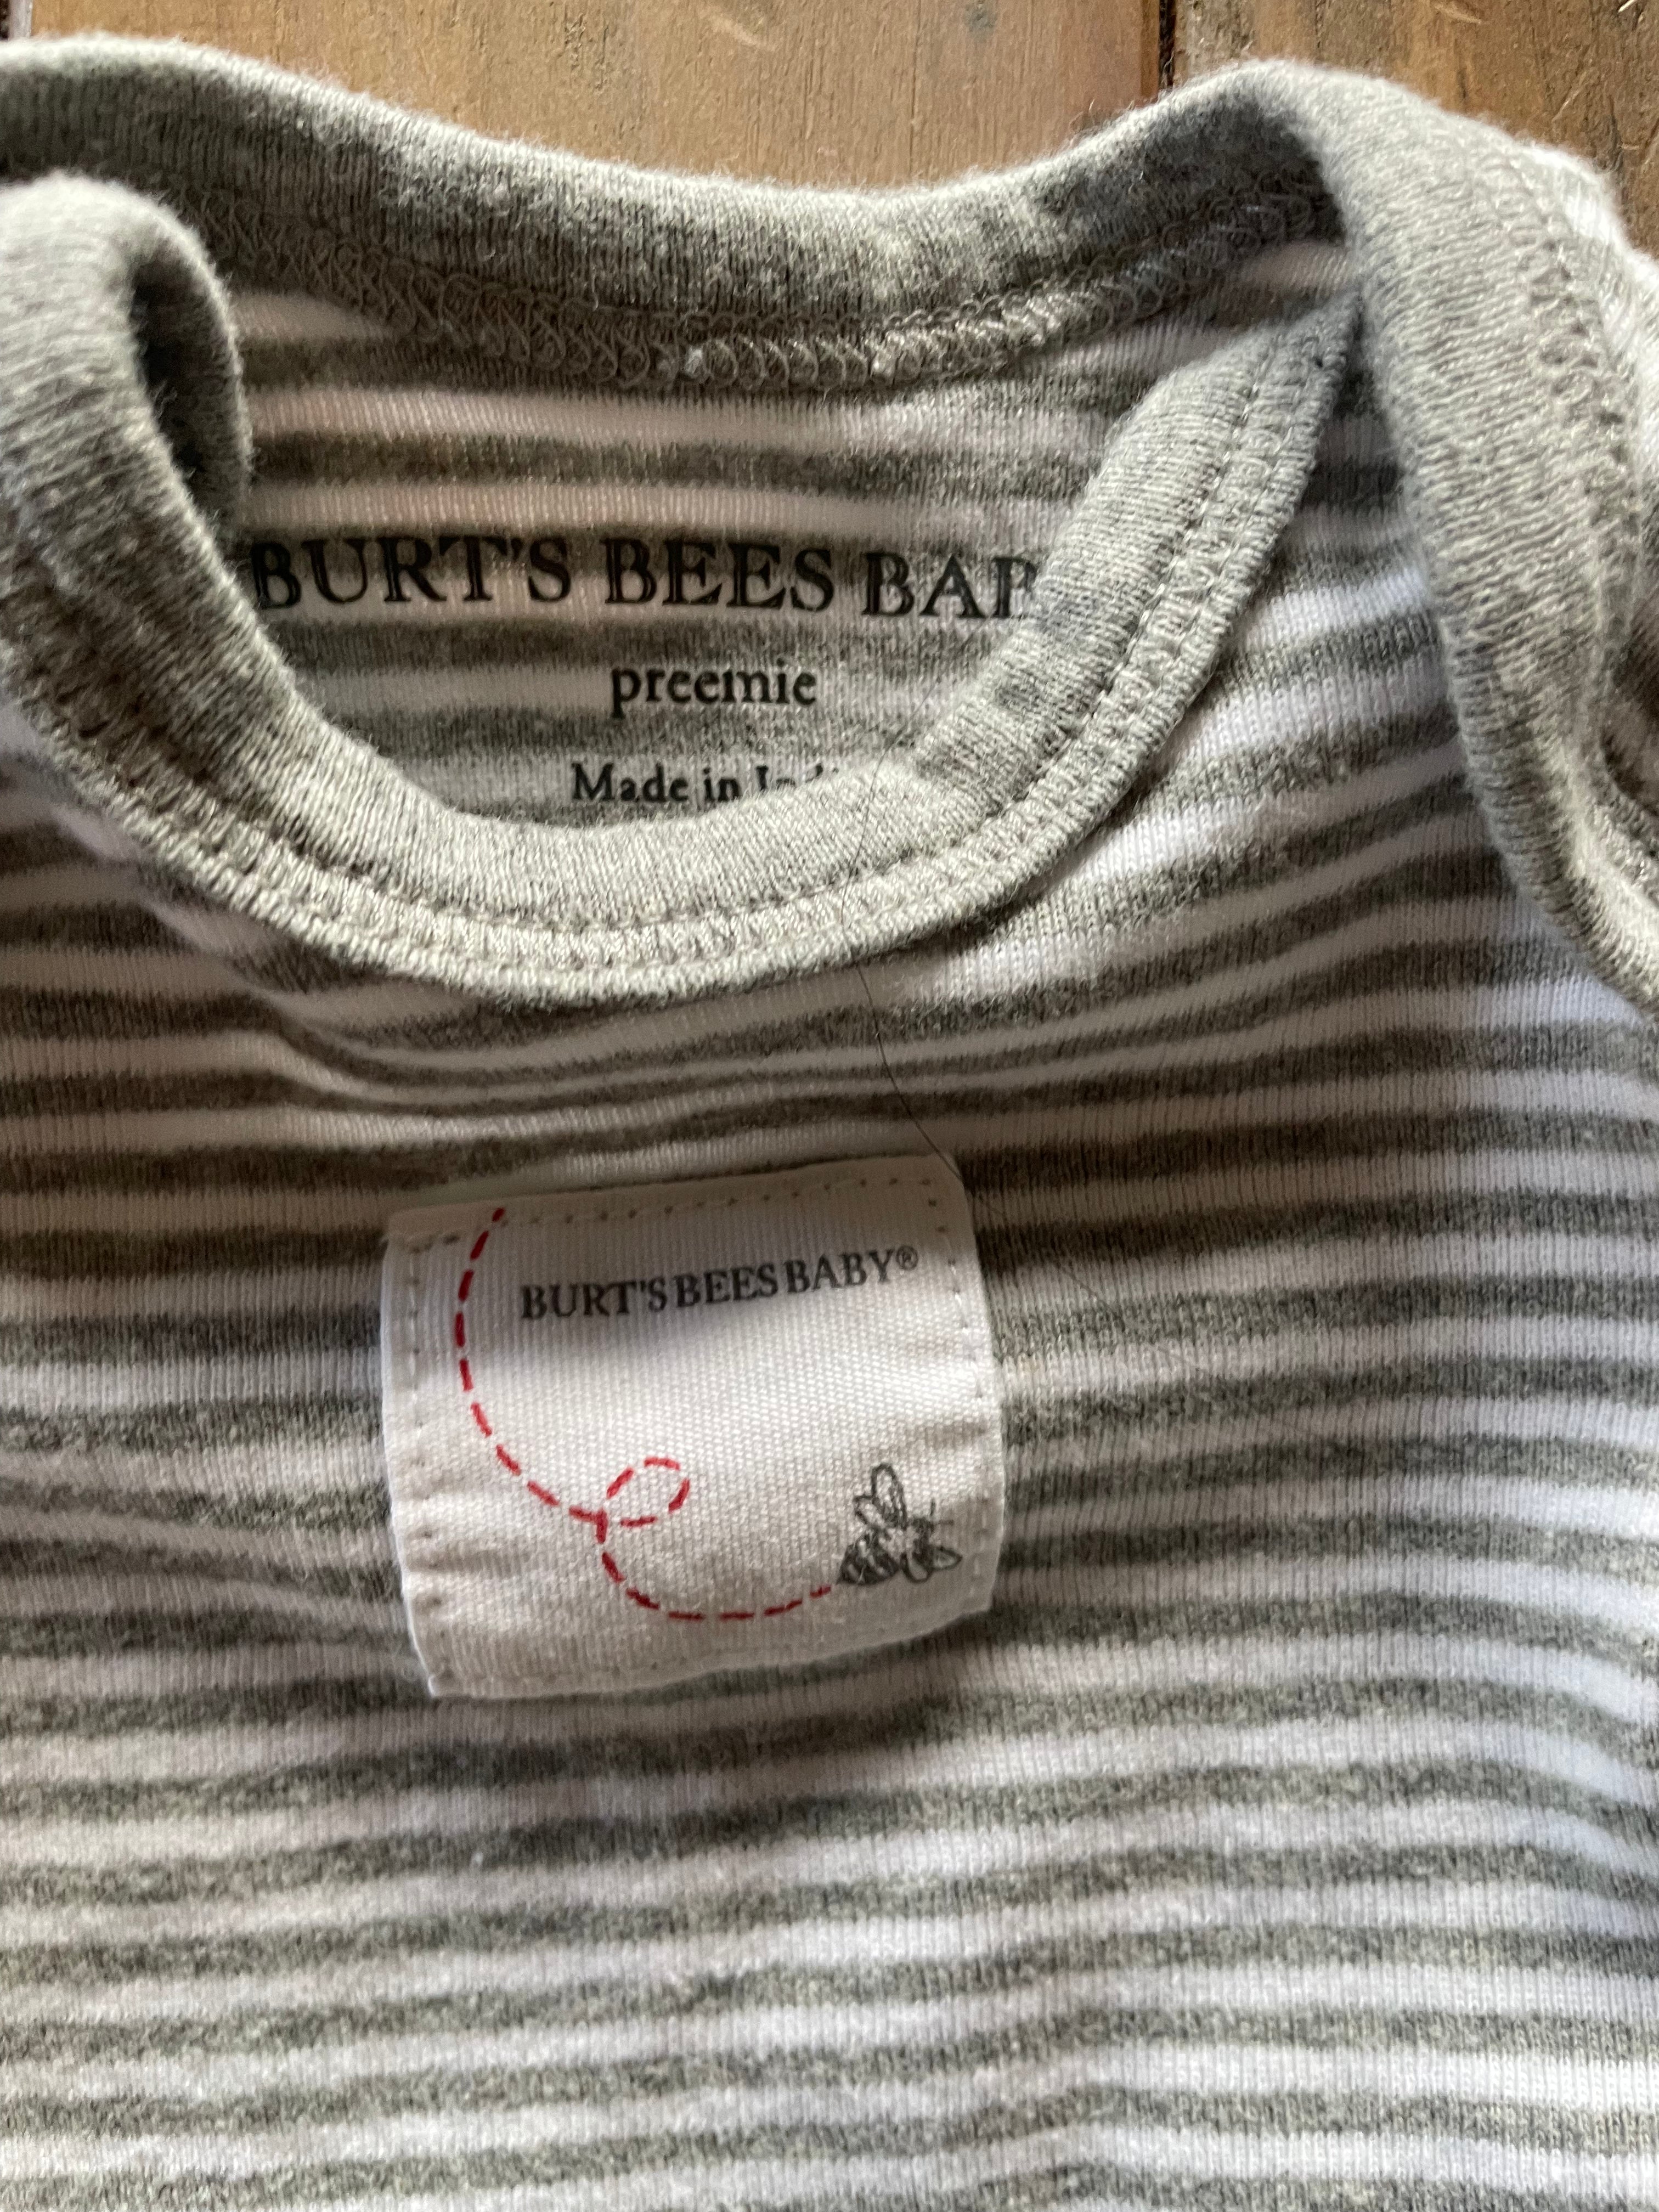 BURT'S BEES BAB
preemie
Made in
BURT'S BEES BABY®